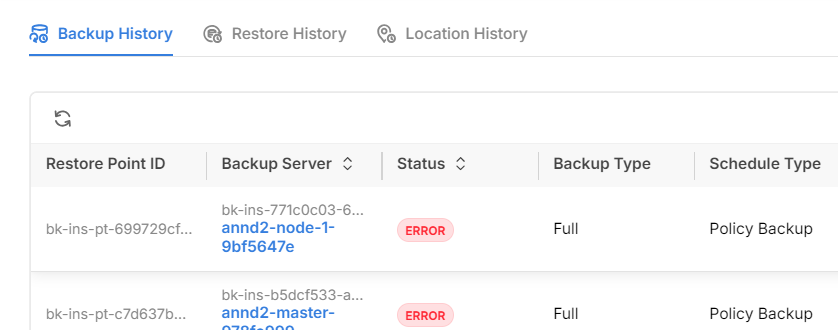 Backup History Restore History Location History
Restore Point ID Backup Server Status Backup Type Schedule Type
bk-ins-771c0c03-6...
bk-ins-pt-699729cf... annd2-node-1- ERROR Full Policy Backup
9bf5647e
bk-ins-b5dcf533-a...
bk-ins-pt-c7d637b... annd2-master- ERROR Full Policy Backup